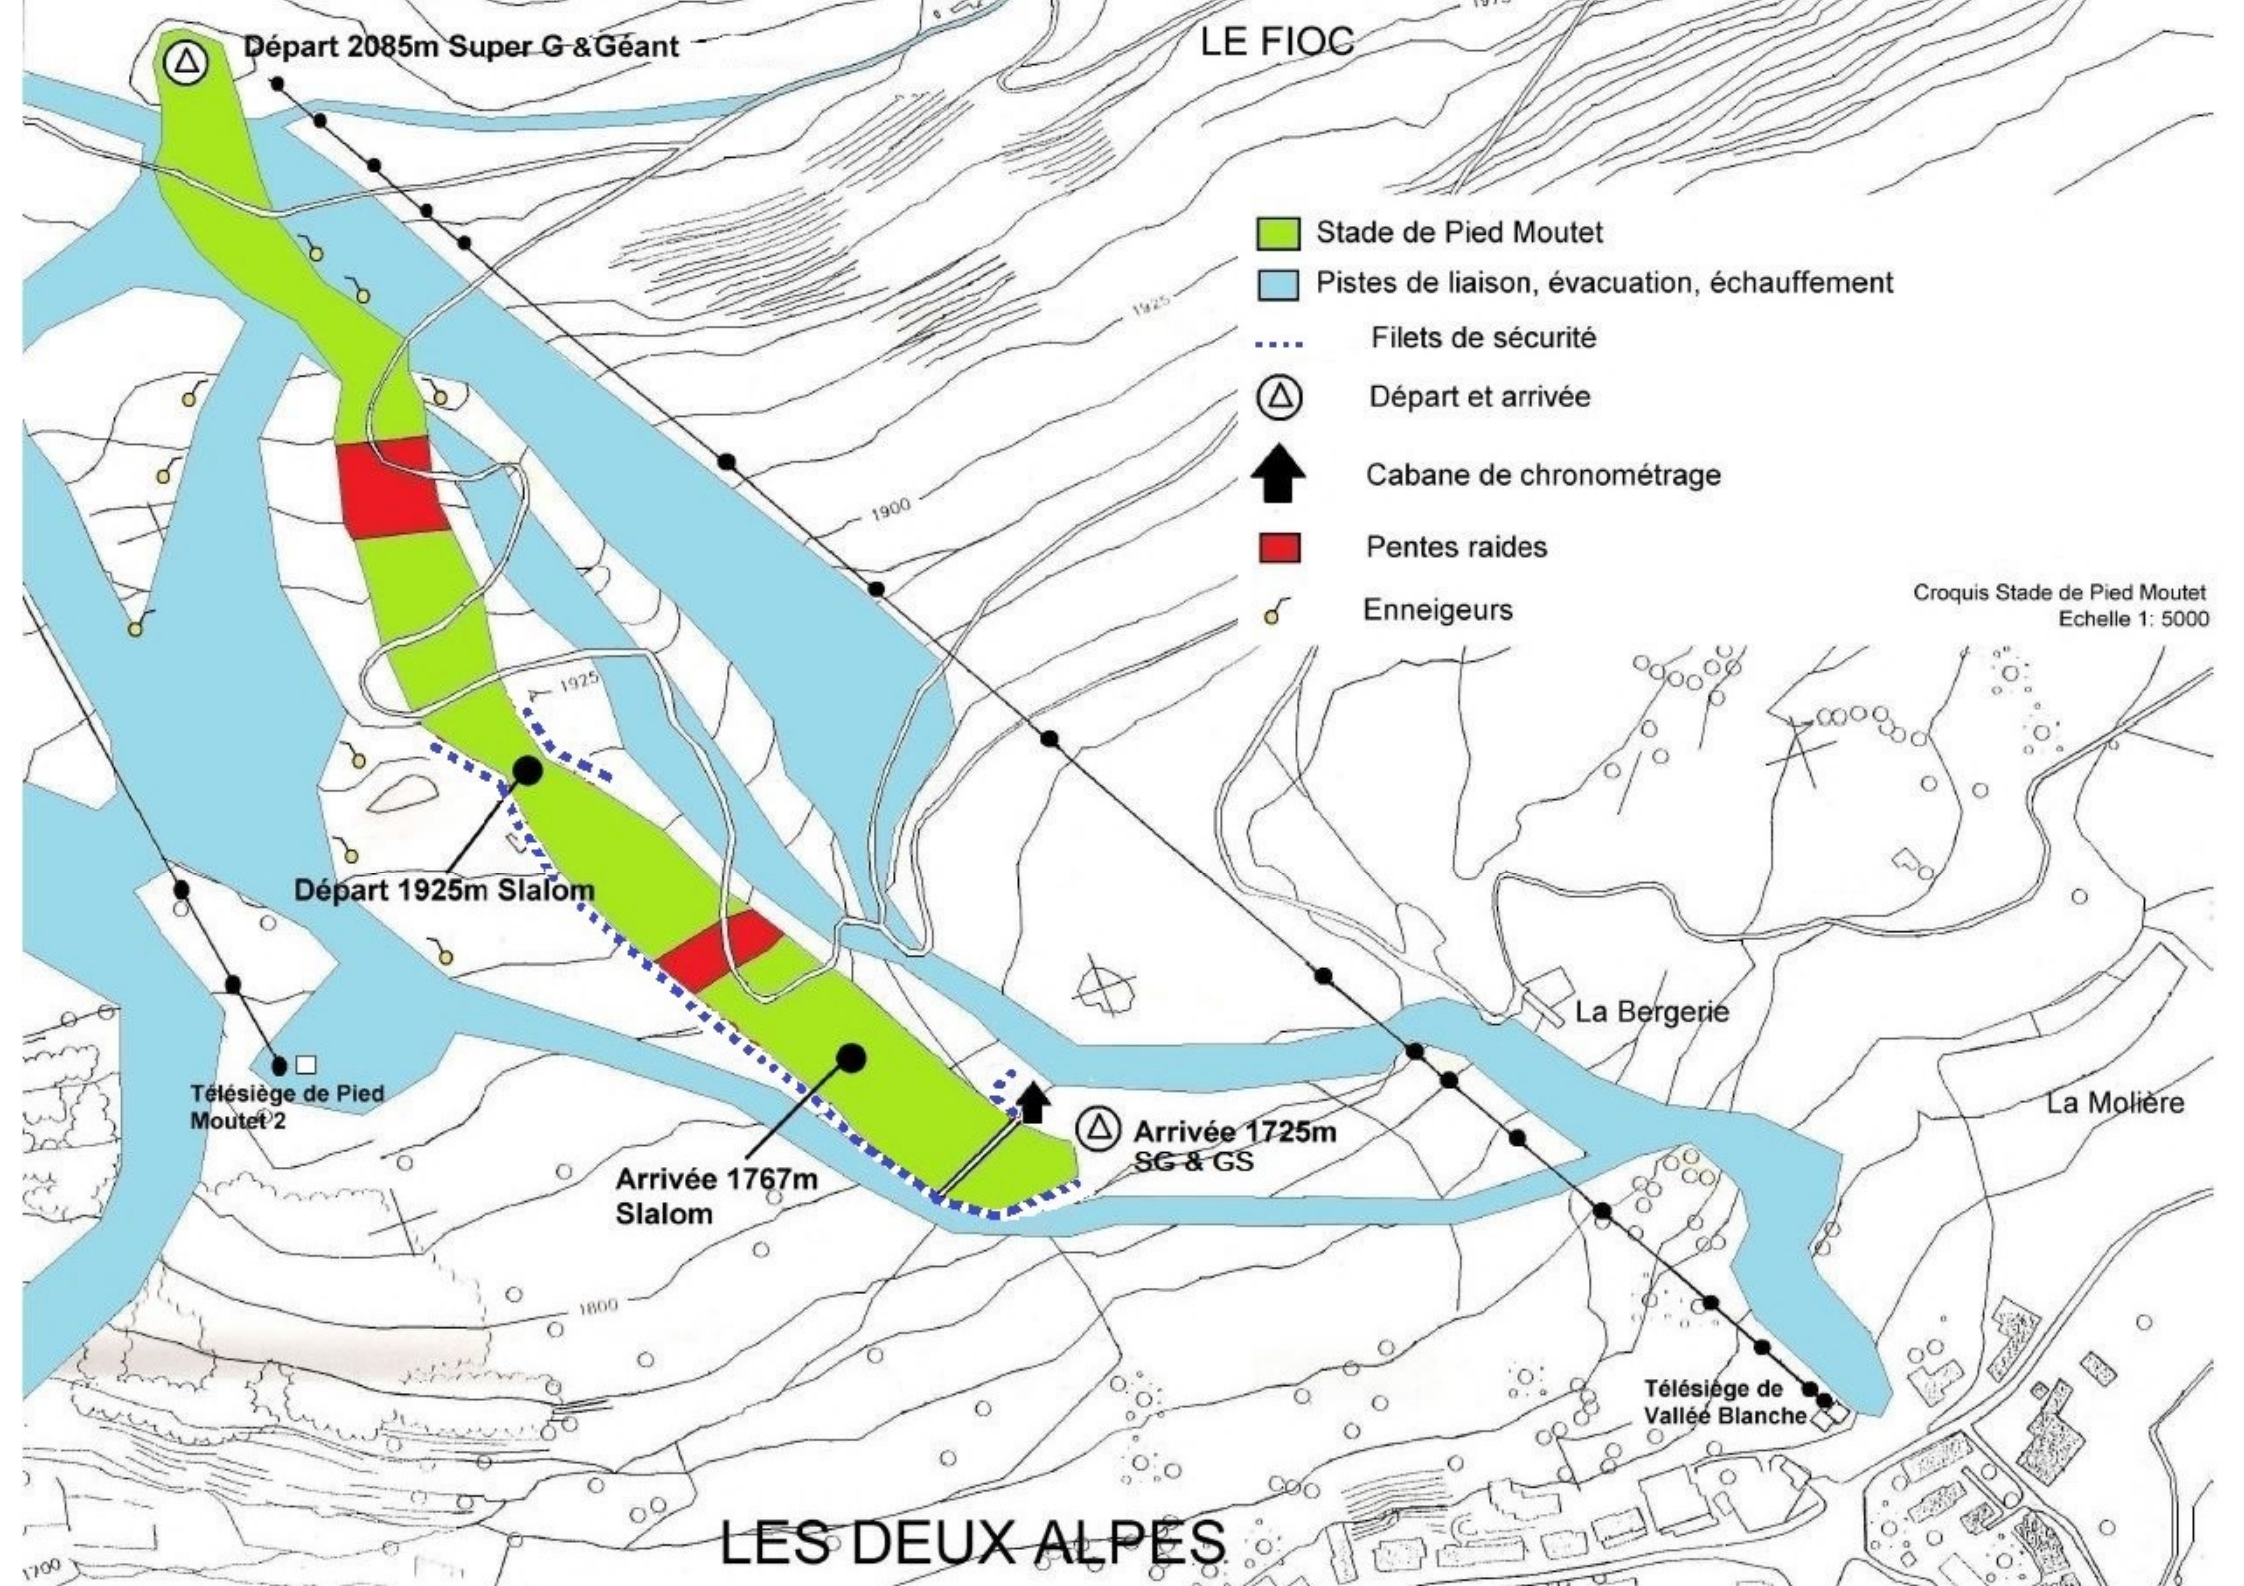 Départ 2085m Super G &Géant
LE FIOC
Stade de Pied Moutet
Pistes de liaison, évacuation, échauffement
1925
Filets de sécurité
Départ et arrivée
Cabane de chronométrage
1900
Pentes raides
Croquis Stade de Pied Moutet
Echelle 1: 5000
Enneigeurs
1925
Départ 1925m Slalom
La Bergerie
Télésiège de Pied
Moutet 2
La Molière
Arrivée 1725m
SG & GS
Arrivée 1767m
Slalom
1800
Télésiège de
Vallée Blanche
LES DEUX ALPES
1700